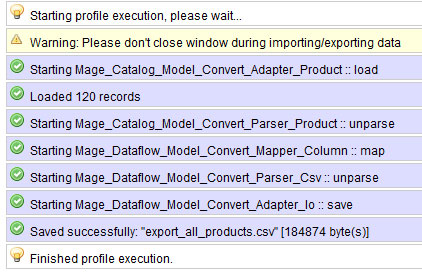 Starting profile execution, please wait...
Warning: Please don't close window during importing/exporting data
Starting Mage_Catalog_Model_Convert_Adapter_Product :: load
Loaded 120 records
Starting Mage_Catalog_Model_Convert_Parser_Product :: unparse
Starting Mage_Dataflow_Model_Convert_Mapper_Column :: map
Starting Mage_Dataflow_Model_Convert_Parser_Csv :: unparse
Starting Mage_Dataflow_Model_Convert_Adapter_Io :: save
Saved successfully: "export_all_products.csv" [184874 byte(s)]
Finished profile execution.